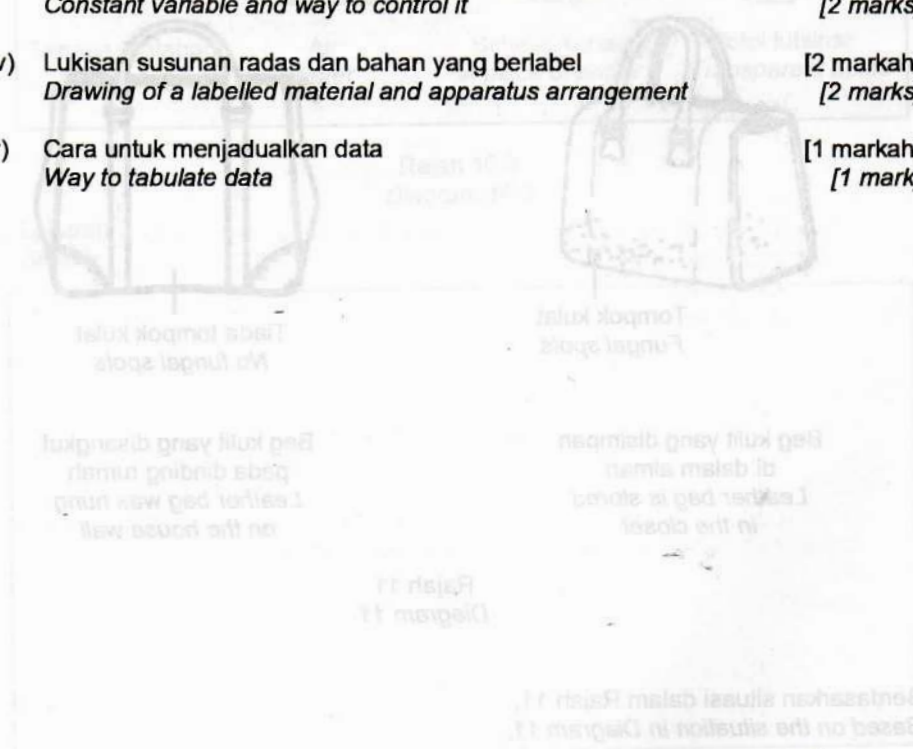 Constant variable and way to control it [2 marks
v) Lukisan susunan radas dan bahan yang berlabel [2 markah
Drawing of a labelled material and apparatus arrangement [2 marks
) Cara untuk menjadualkan data [1 markah
Way to tabulate data [1 mark
Rajah
Diagram
Tiada tompok kulat
No fungal spots
Tompok kulat
Fungal spots
Beg kulit yang disangkut
pada dinding rumah
Leather bag was hung
on the house wall
Beg kulit yang disimpan
di dalam almari
Leather bag is stored
in the closet
Rajah 11
Diagram 11
Berdasarkan situasi dalam Rajah 11,
Based on the situation in Diagram 11,